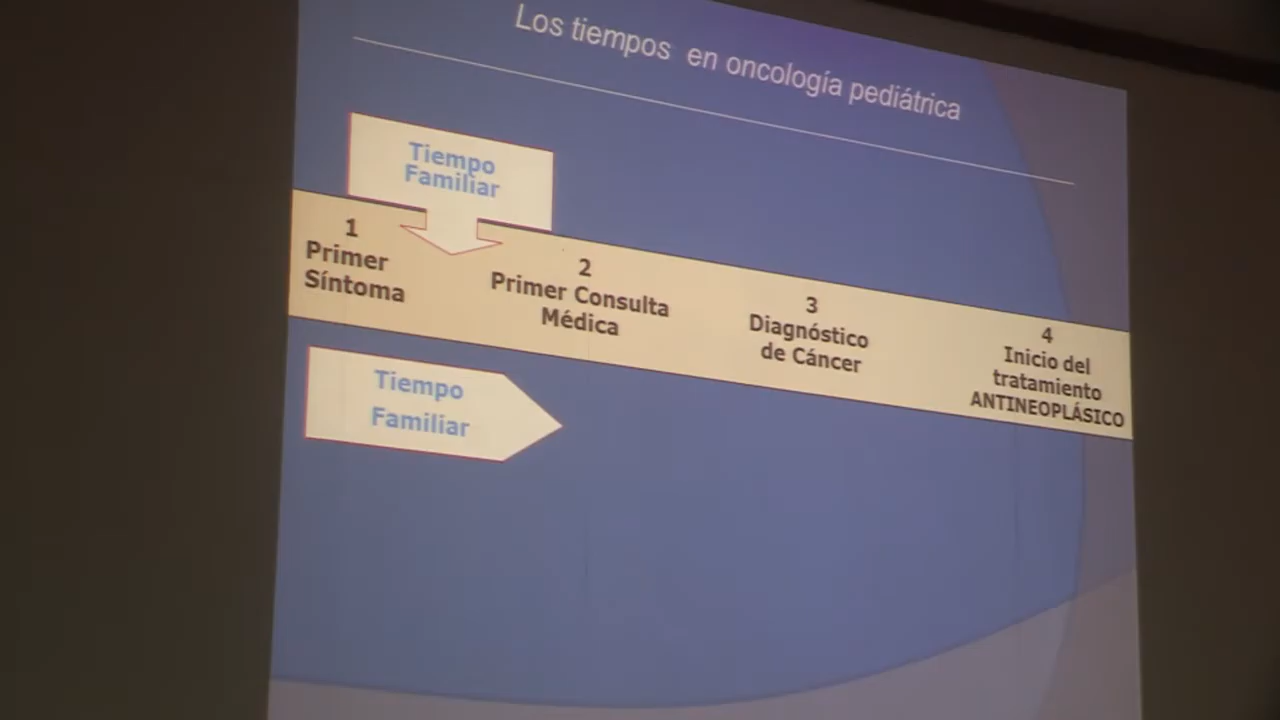 Los tiempos en oncología pediátrica
Tiempo
Familiar
1
Primer
Síntoma
2
Primer Consulta
Médica
3
Diagnóstico
de Cáncer
4
Inicio del
tratamiento
ANTINEOPLÁSICO
Tiempo
Familiar